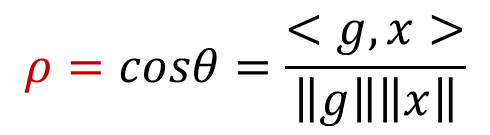 ρ = cosθ = < g, x > / ‖g‖‖x‖